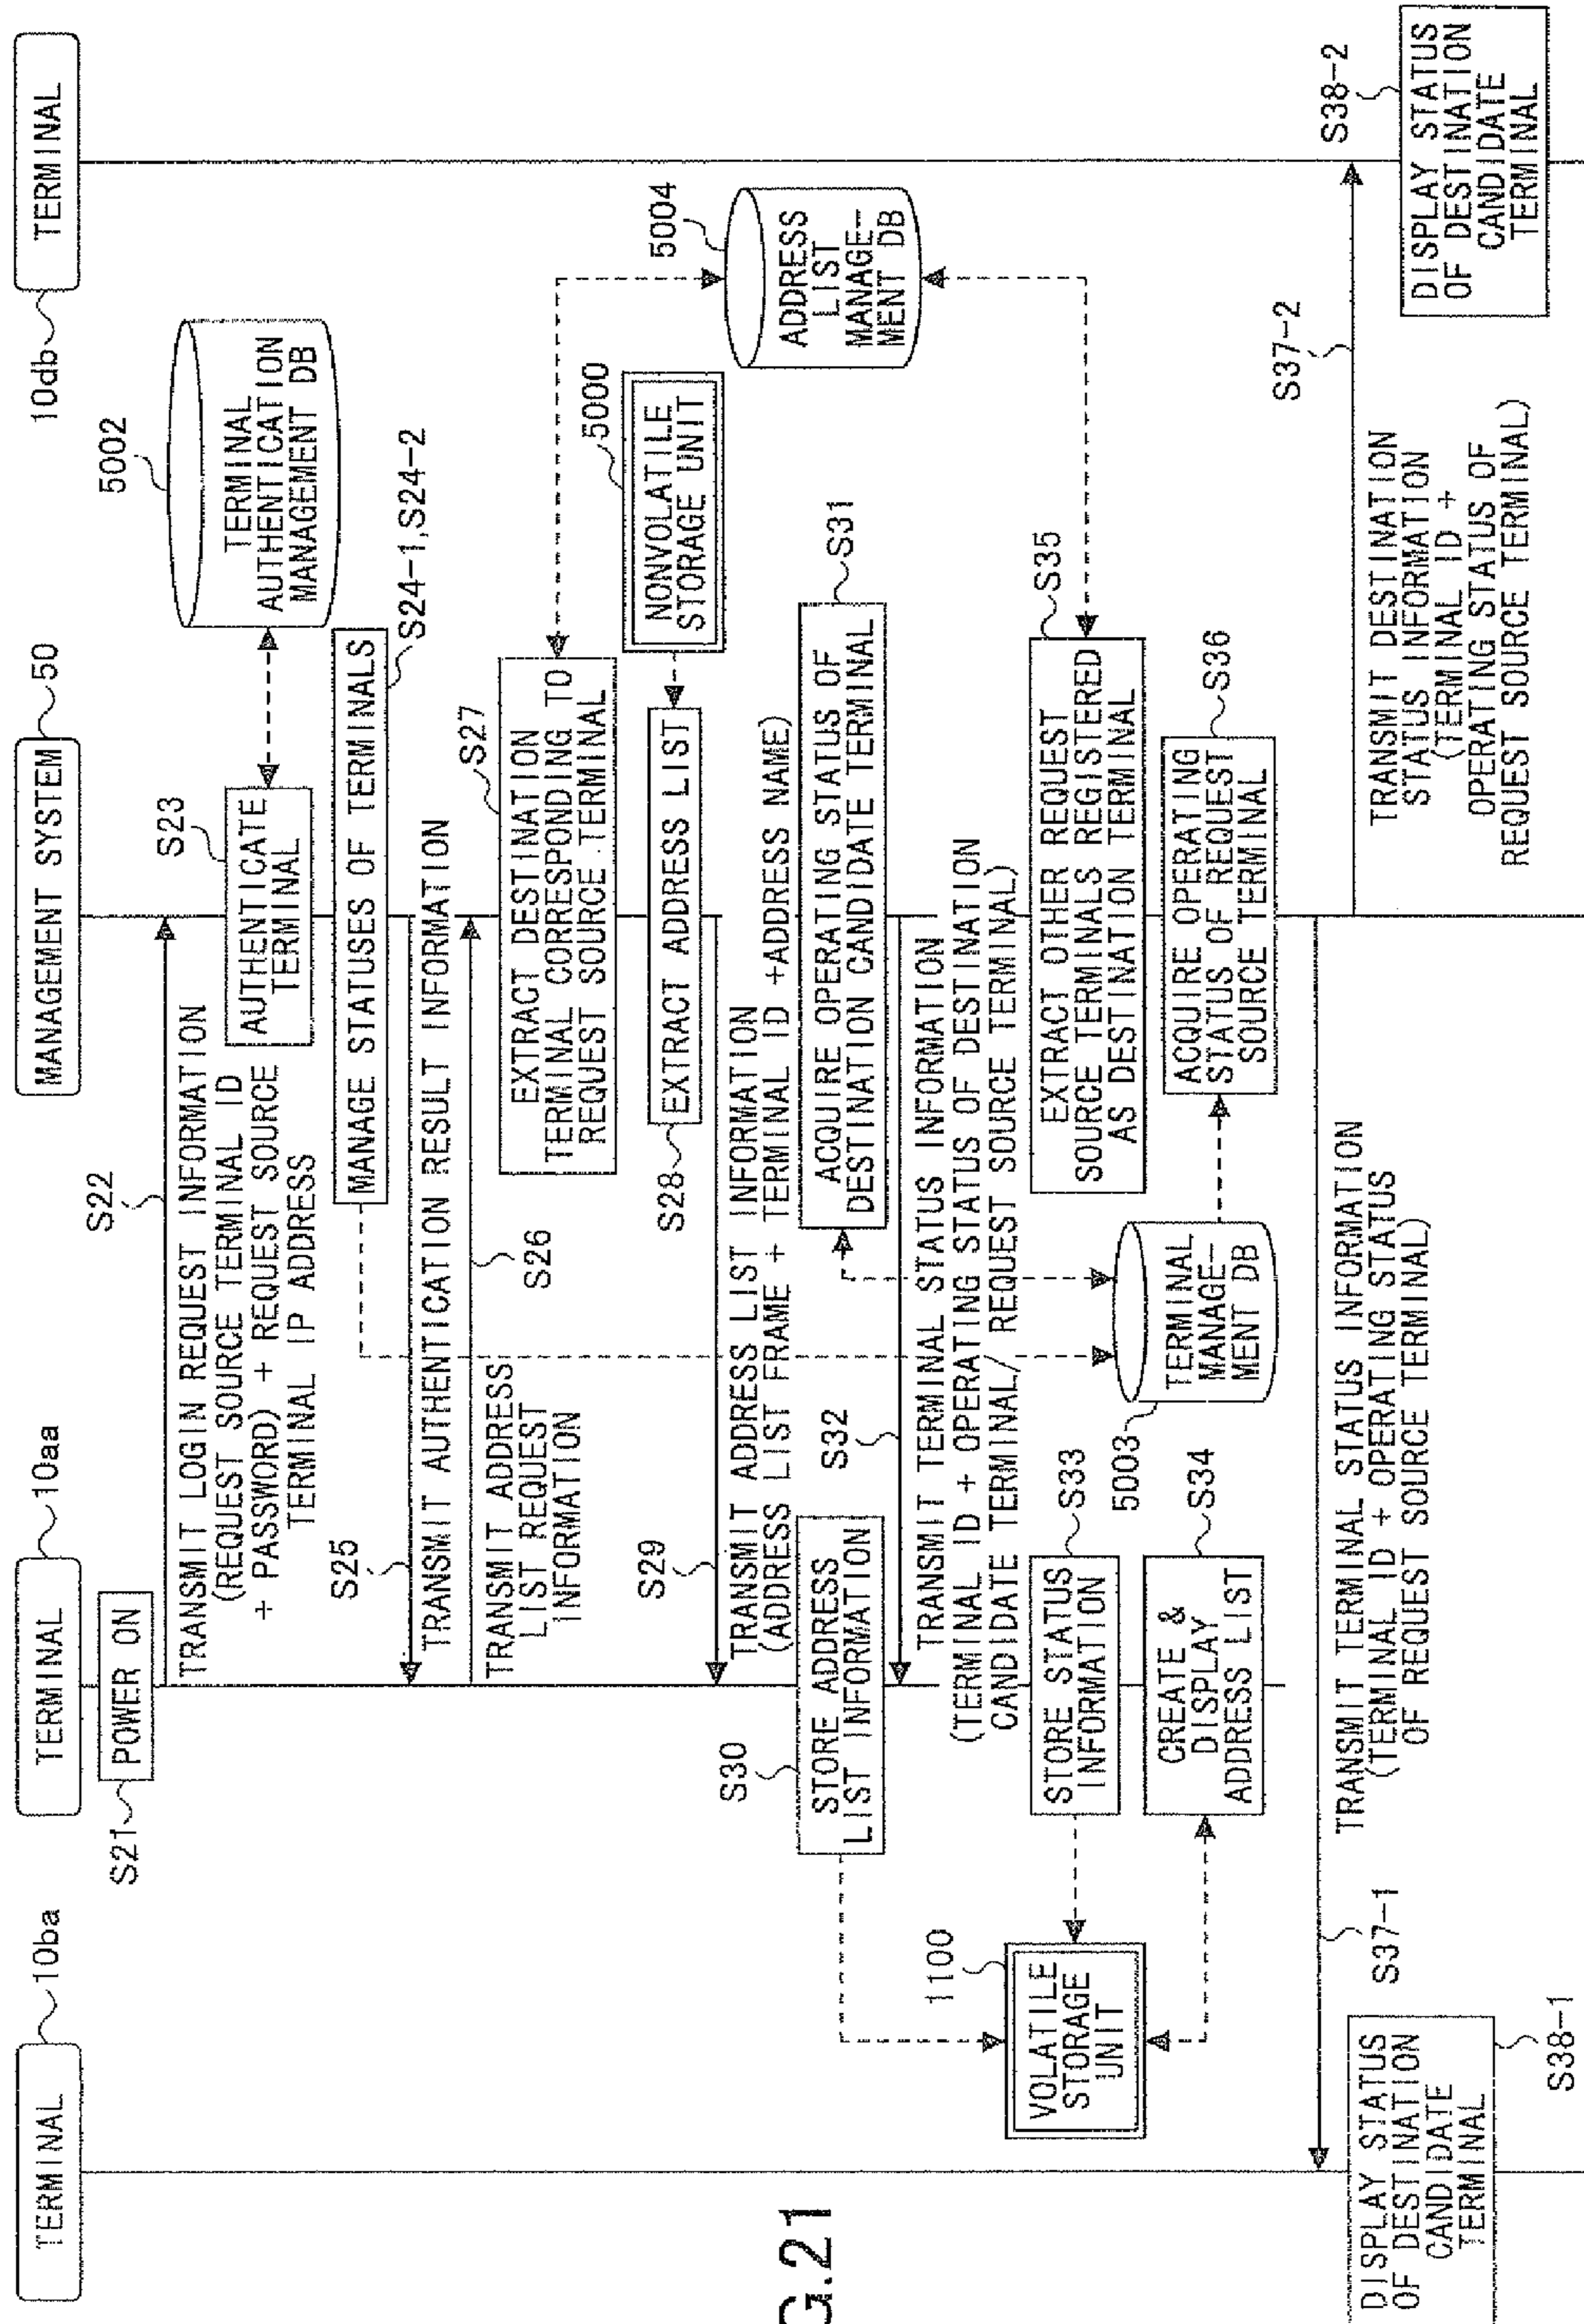 TERMINAL
10ba
TERMINAL
10aa
MANAGEMENT SYSTEM
50
TERMINAL
10db
S21
POWER ON
S22
TRANSMIT LOGIN REQUEST INFORMATION
(REQUEST SOURCE TERMINAL ID
+ PASSWORD) + REQUEST SOURCE
TERMINAL IP ADDRESS
S23
AUTHENTICATE
TERMINAL
5002
TERMINAL
AUTHENTICATION
MANAGEMENT DB
MANAGE STATUSES OF TERMINALS
S24-1,S24-2
S25
TRANSMIT AUTHENTICATION RESULT INFORMATION
S26
TRANSMIT ADDRESS
LIST REQUEST
INFORMATION
S27
EXTRACT DESTINATION
TERMINAL CORRESPONDING TO
REQUEST SOURCE TERMINAL
5000
NONVOLATILE
STORAGE UNIT
5004
ADDRESS
LIST
MANAGE-
MENT DB
S28
EXTRACT ADDRESS LIST
S29
TRANSMIT ADDRESS LIST INFORMATION
(ADDRESS LIST FRAME + TERMINAL ID +ADDRESS NAME)
S30
STORE ADDRESS
LIST INFORMATION
ACQUIRE OPERATING STATUS OF
DESTINATION CANDIDATE TERMINAL
S31
S32
TRANSMIT TERMINAL STATUS INFORMATION
(TERMINAL ID + OPERATING STATUS OF DESTINATION
CANDIDATE TERMINAL/ REQUEST SOURCE TERMINAL)
1100
VOLATILE
STORAGE
UNIT
STORE STATUS
INFORMATION
S33
CREATE &
DISPLAY
ADDRESS LIST
S34
5003
TERMINAL
MANAGE-
MENT DB
EXTRACT OTHER REQUEST
SOURCE TERMINALS REGISTERED
AS DESTINATION TERMINAL
S35
ACQUIRE OPERATING
STATUS OF REQUEST
SOURCE TERMINAL
S36
S37-1
TRANSMIT TERMINAL STATUS INFORMATION
(TERMINAL ID + OPERATING STATUS
OF REQUEST SOURCE TERMINAL)
S37-2
TRANSMIT DESTINATION
STATUS INFORMATION
(TERMINAL ID +
OPERATING STATUS OF
REQUEST SOURCE TERMINAL)
DISPLAY STATUS
OF DESTINATION
CANDIDATE
TERMINAL
S38-1
DISPLAY STATUS
OF DESTINATION
CANDIDATE
TERMINAL
S38-2
G.21